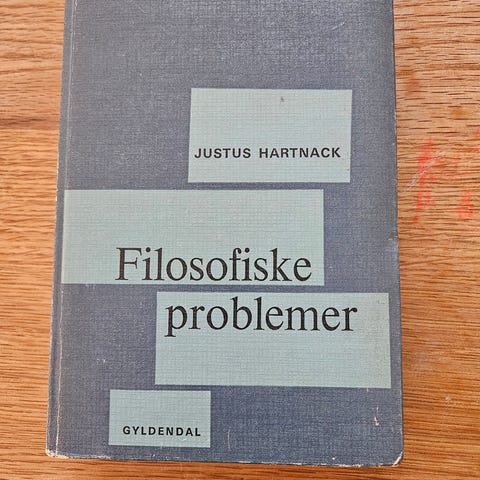 JUSTUS HARTNACK
Filosofiske
problemer
GYLDENDAL